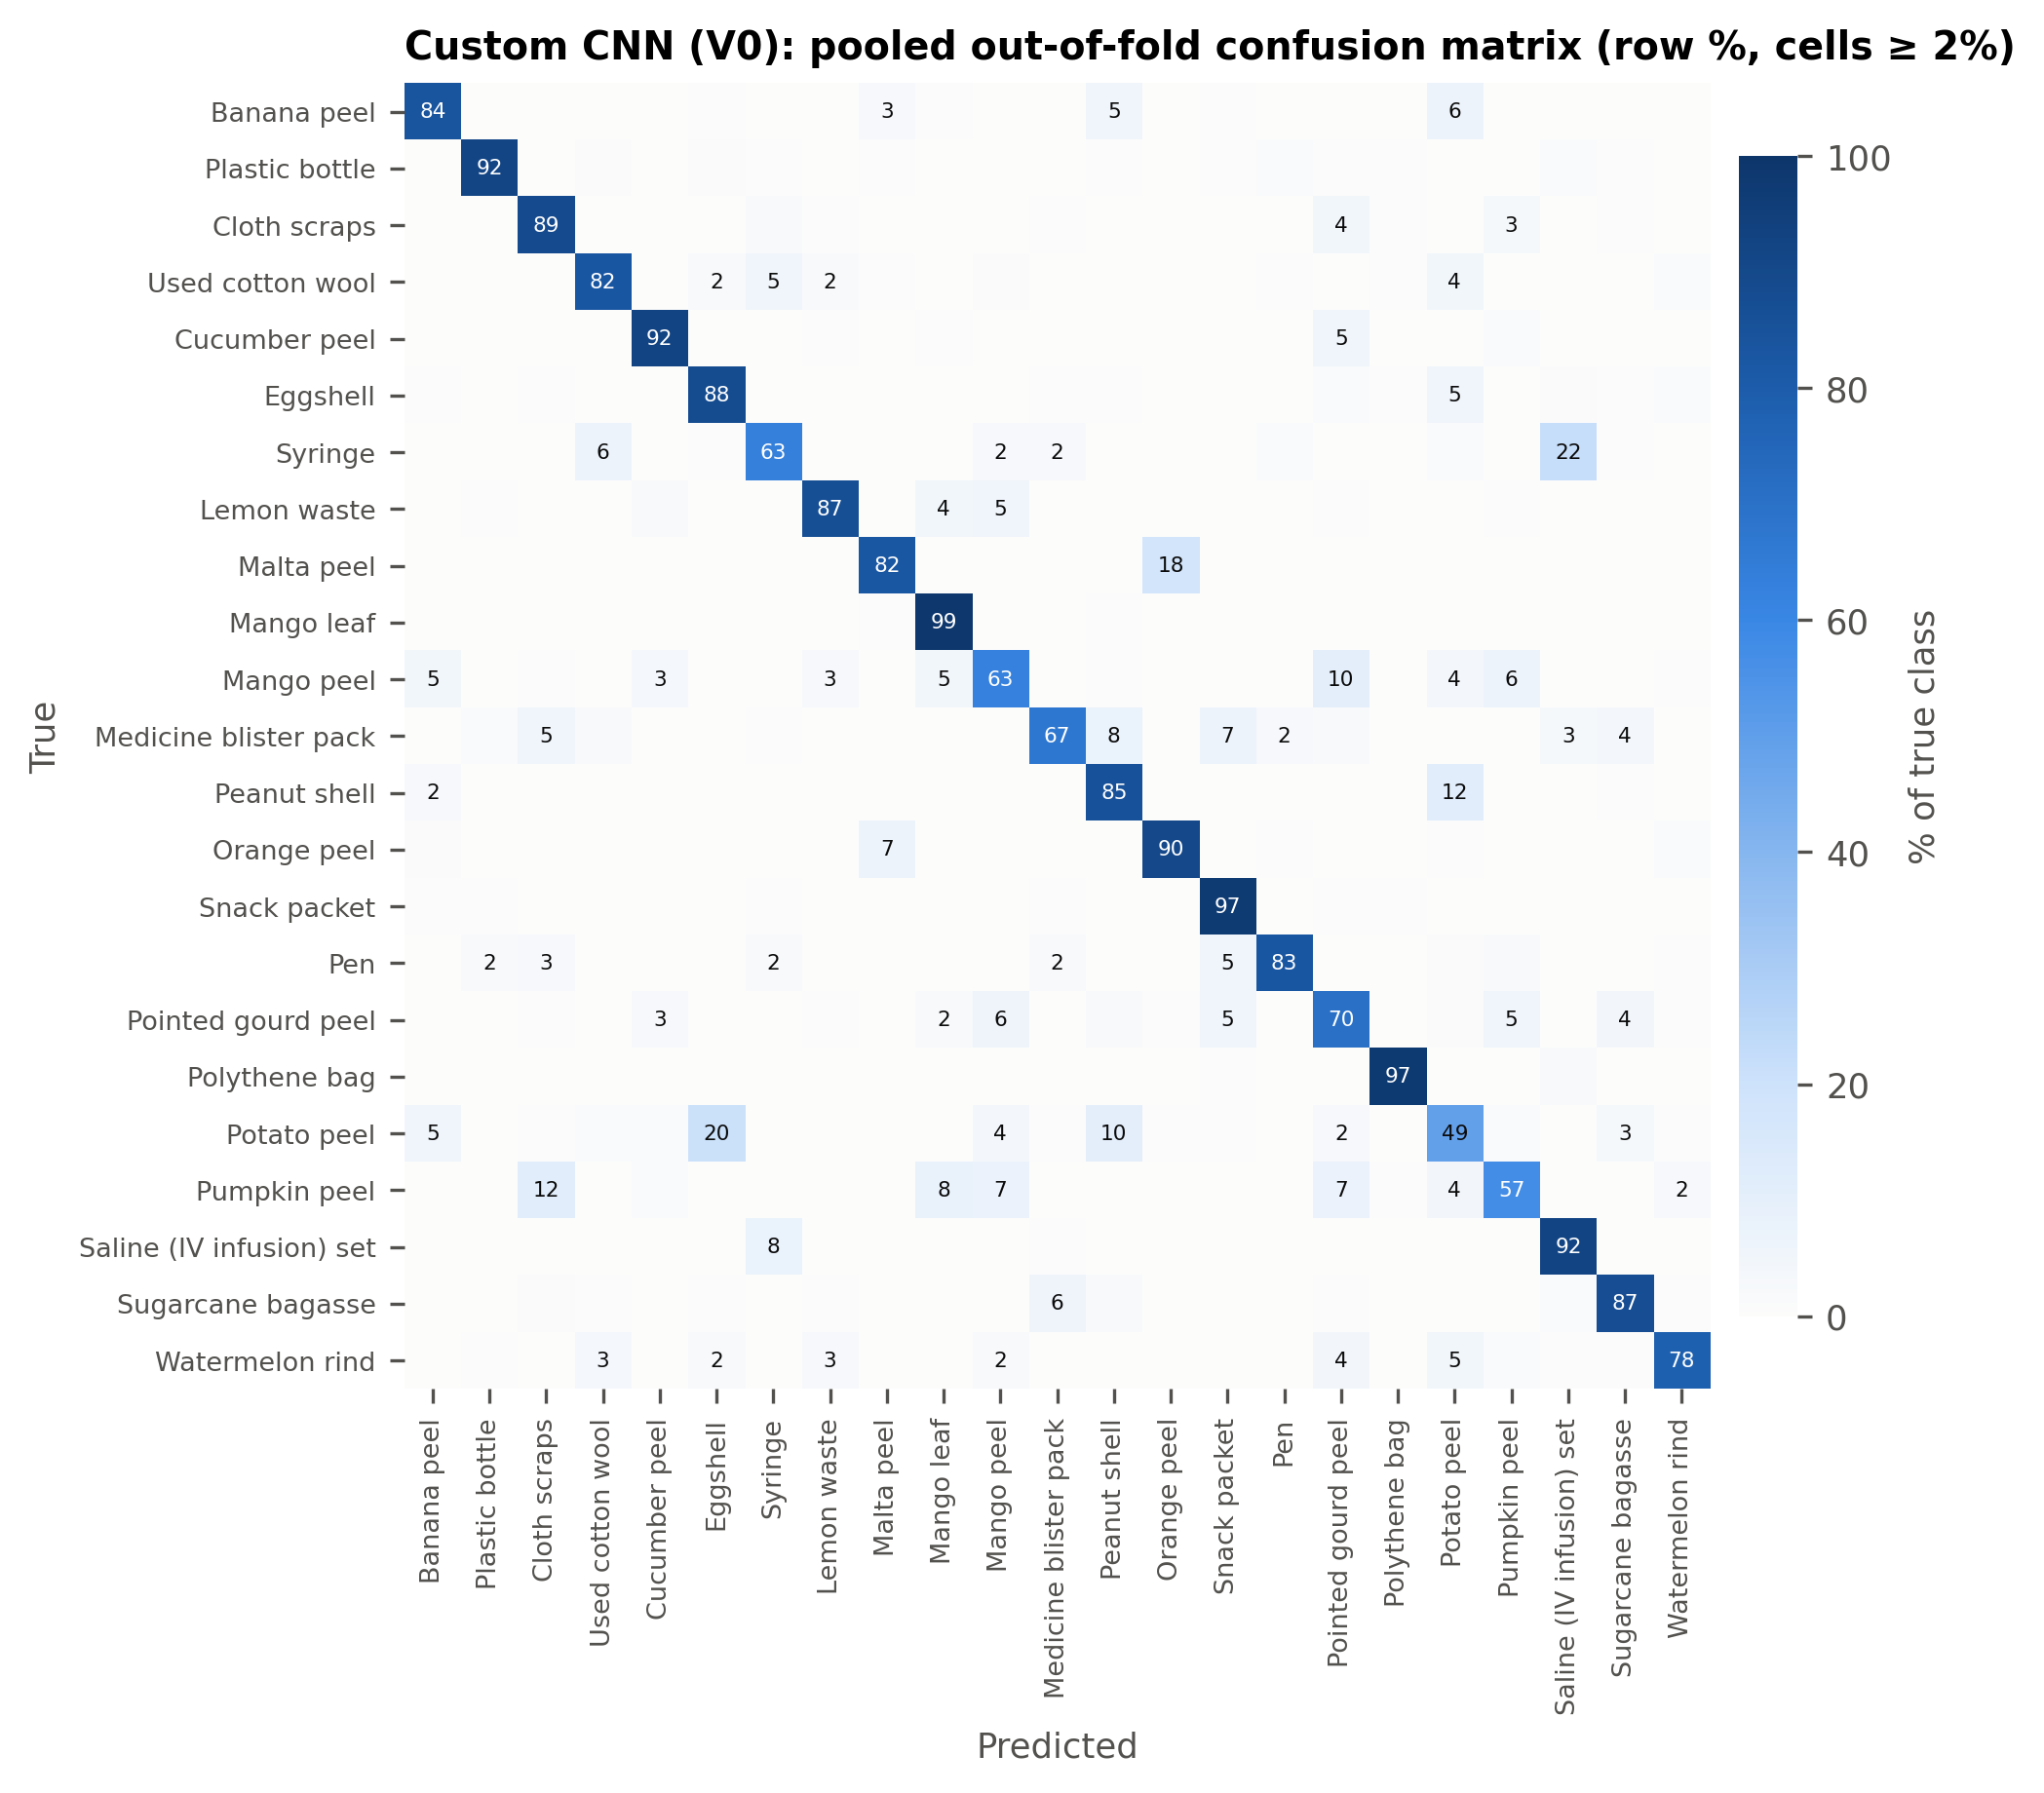 Custom CNN (V0): pooled out-of-fold confusion matrix (row %, cells ≥ 2%)
Banana peel 84 3 5 6
Plastic bottle 92
Cloth scraps 89 4 3
Used cotton wool 82 2 5 2 4
Cucumber peel 92 5
Eggshell 88 5
Syringe 6 63 2 2 22
Lemon waste 87 4 5
Malta peel 82 18
Mango leaf 99
Mango peel 5 3 3 5 63 10 4 6
Medicine blister pack 5 67 8 7 2 3 4
Peanut shell 2 85 12
Orange peel 7 90
Snack packet 97
Pen 2 3 2 2 5 83
Pointed gourd peel 3 2 6 5 70 5 4
Polythene bag 97
Potato peel 5 20 4 10 2 49 3
Pumpkin peel 12 8 7 7 4 57 2
Saline (IV infusion) set 8 92
Sugarcane bagasse 6 87
Watermelon rind 3 2 3 2 4 5 78
True
Banana peel
Plastic bottle
Cloth scraps
Used cotton wool
Cucumber peel
Eggshell
Syringe
Lemon waste
Malta peel
Mango leaf
Mango peel
Medicine blister pack
Peanut shell
Orange peel
Snack packet
Pen
Pointed gourd peel
Polythene bag
Potato peel
Pumpkin peel
Saline (IV infusion) set
Sugarcane bagasse
Watermelon rind
Predicted
100
80
60
40
20
0
% of true class